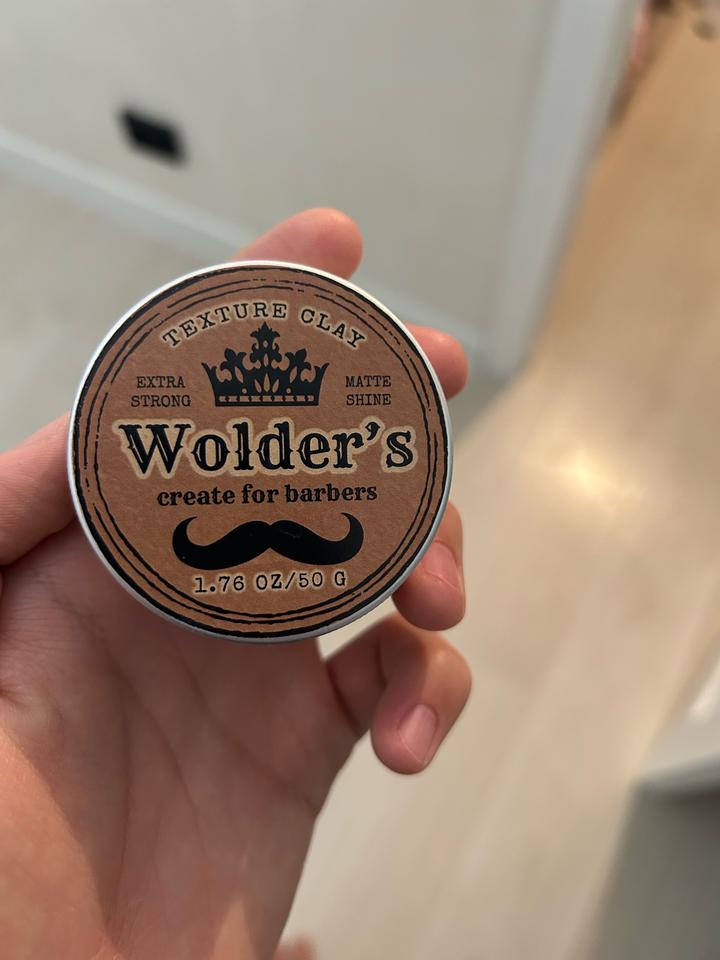 TEXTURE CLAY
EXTRA STRONG
MATTE SHINE
Wolder's
create for barbers
1.76 OZ/50 G